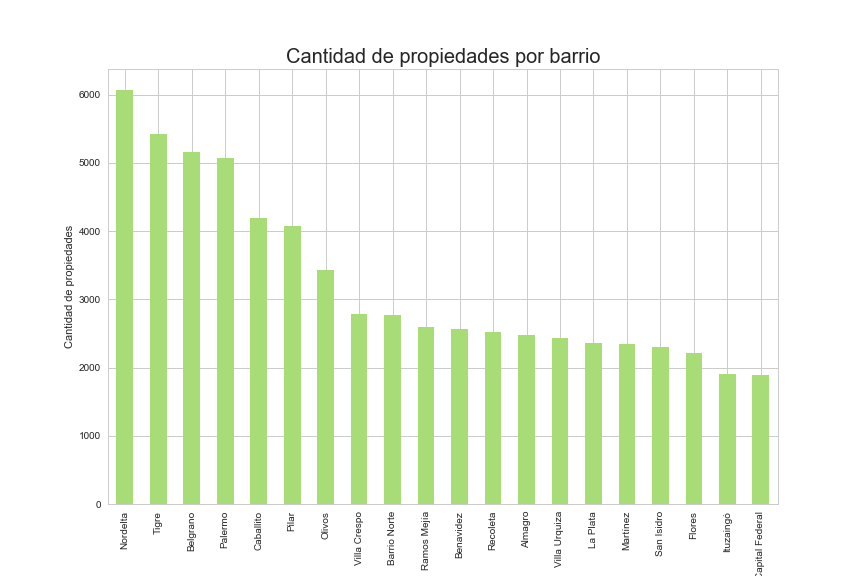 Cantidad de propiedades por barrio
Cantidad de propiedades
6000
5000
4000
3000
2000
1000
0
Nordelta
Tigre
Belgrano
Palermo
Caballito
Pilar
Olivos
Villa Crespo
Barrio Norte
Ramos Mejía
Benavidez
Recoleta
Almagro
Villa Urquiza
La Plata
Martínez
San Isidro
Flores
Ituzaingó
Capital Federal